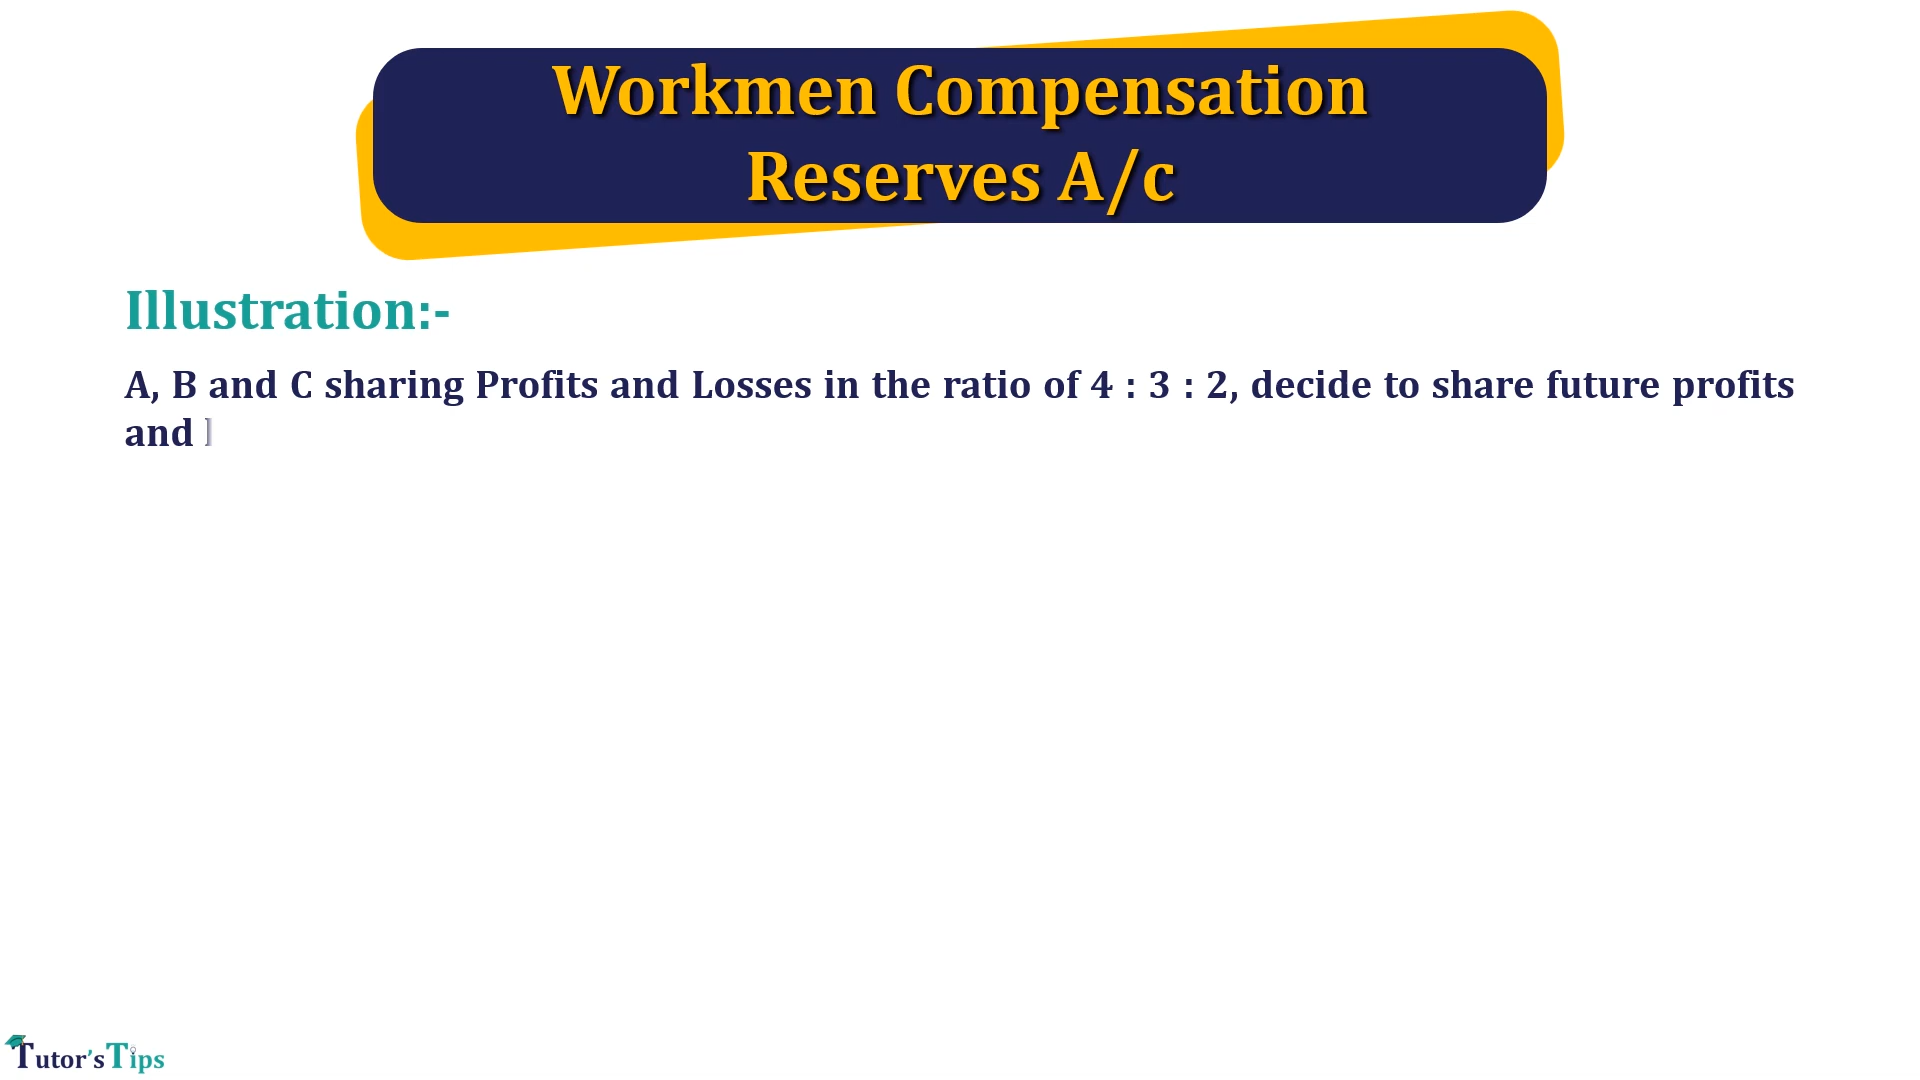 Workmen Compensation
Reserves A/c
Illustration:-
A, B and C sharing Profits and Losses in the ratio of 4 : 3 : 2, decide to share future profits
and
Tutor'sTips